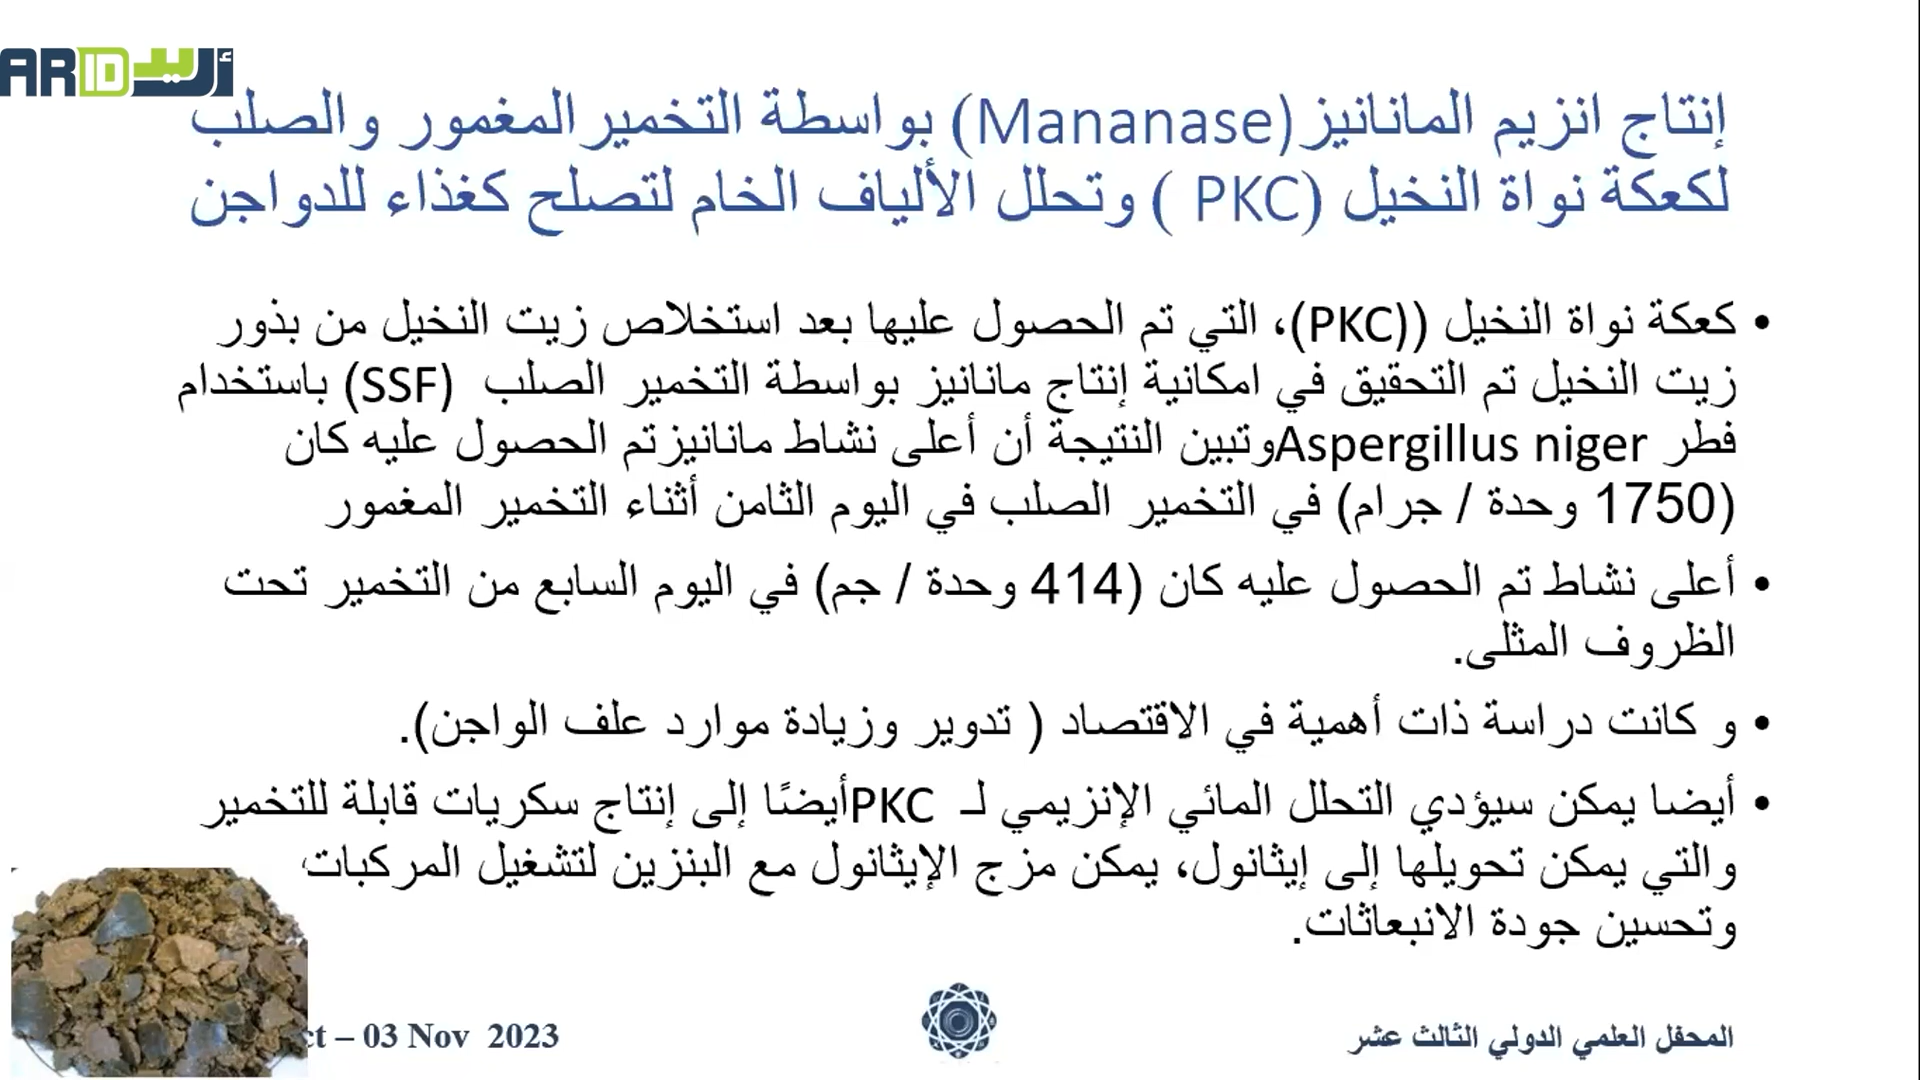 ARID أريد
إنتاج انزيم المانانيز(Mananase) بواسطة التخميرالمغمور والصلب
لكعكة نواة النخيل (PKC ) وتحلل الألياف الخام لتصلح كغذاء للدواجن
• كعكة نواة النخيل ((PKC)، التي تم الحصول عليها بعد استخلاص زيت النخيل من بذور
زيت النخيل تم التحقيق في امكانية إنتاج مانانيز بواسطة التخمير الصلب (SSF) باستخدام
فطر Aspergillus nigerوتبين النتيجة أن أعلى نشاط مانانيزتم الحصول عليه كان
(1750 وحدة / جرام) في التخمير الصلب في اليوم الثامن أثناء التخمير المغمور
• أعلى نشاط تم الحصول عليه كان (414 وحدة / جم) في اليوم السابع من التخمير تحت
الظروف المثلى.
• و كانت دراسة ذات أهمية في الاقتصاد ( تدوير وزيادة موارد علف الواجن).
• أيضا يمكن سيؤدي التحلل المائي الإنزيمي لـ PKCأيضًا إلى إنتاج سكريات قابلة للتخمير
والتي يمكن تحويلها إلى إيثانول، يمكن مزج الإيثانول مع البنزين لتشغيل المركبات
وتحسين جودة الانبعاثات.
المحفل العلمي الدولي الثالث عشر
– 03 Nov 2023